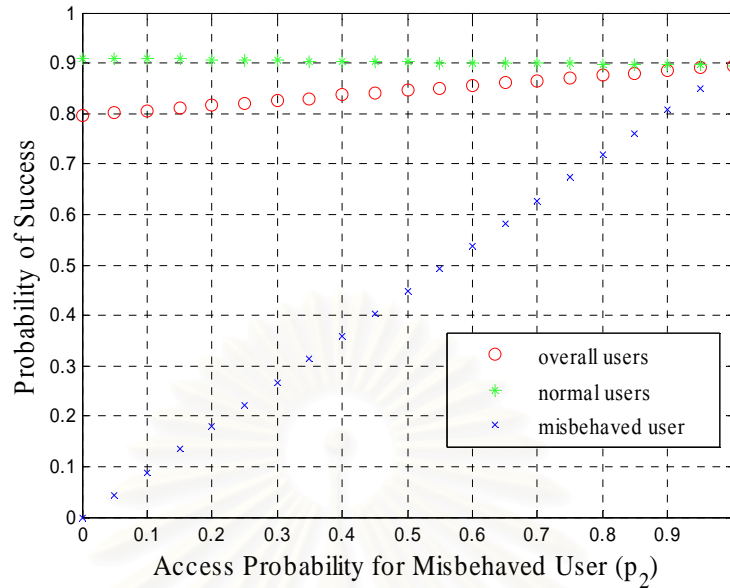 Probability of Success
1
0.9
0.8
0.7
0.6
0.5
0.4
0.3
0.2
0.1
0
overall users
normal users
misbehaved user
0 0.1 0.2 0.3 0.4 0.5 0.6 0.7 0.8 0.9
Access Probability for Misbehaved User (p2)